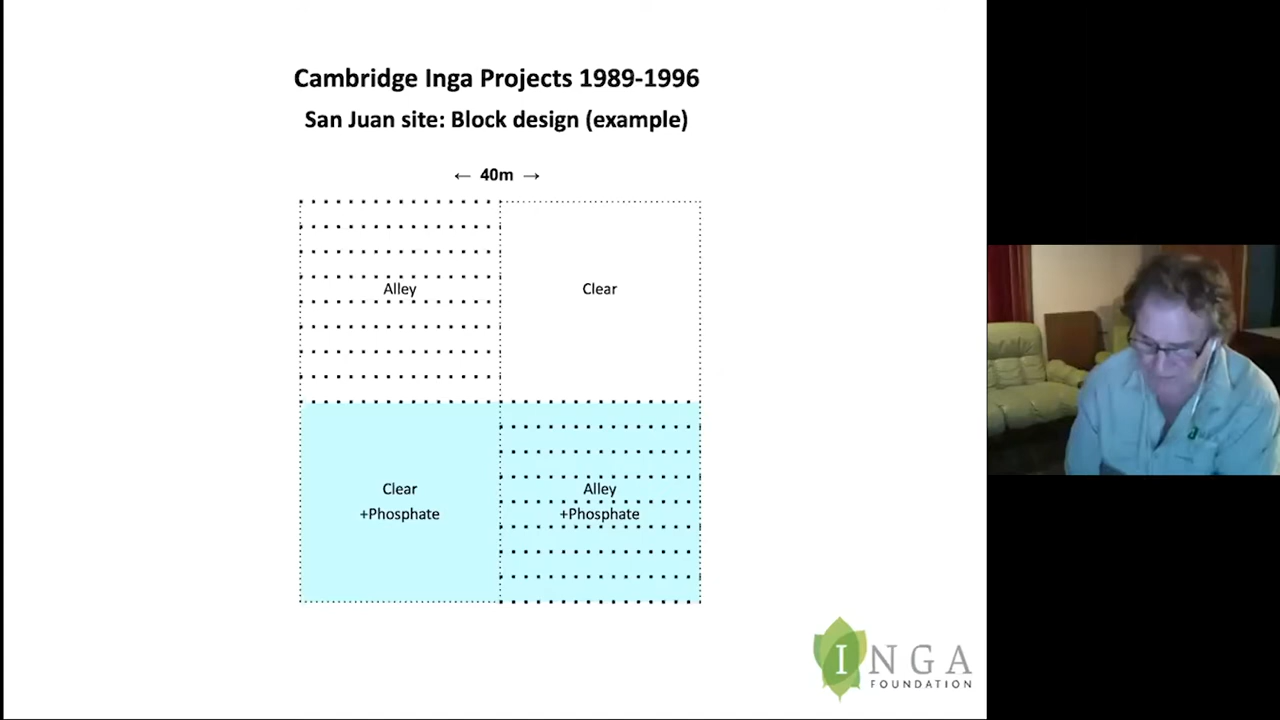 Cambridge Inga Projects 1989-1996
San Juan site: Block design (example)
← 40m →
Alley
Clear
Clear
+Phosphate
Alley
+Phosphate
INGA
FOUNDATION